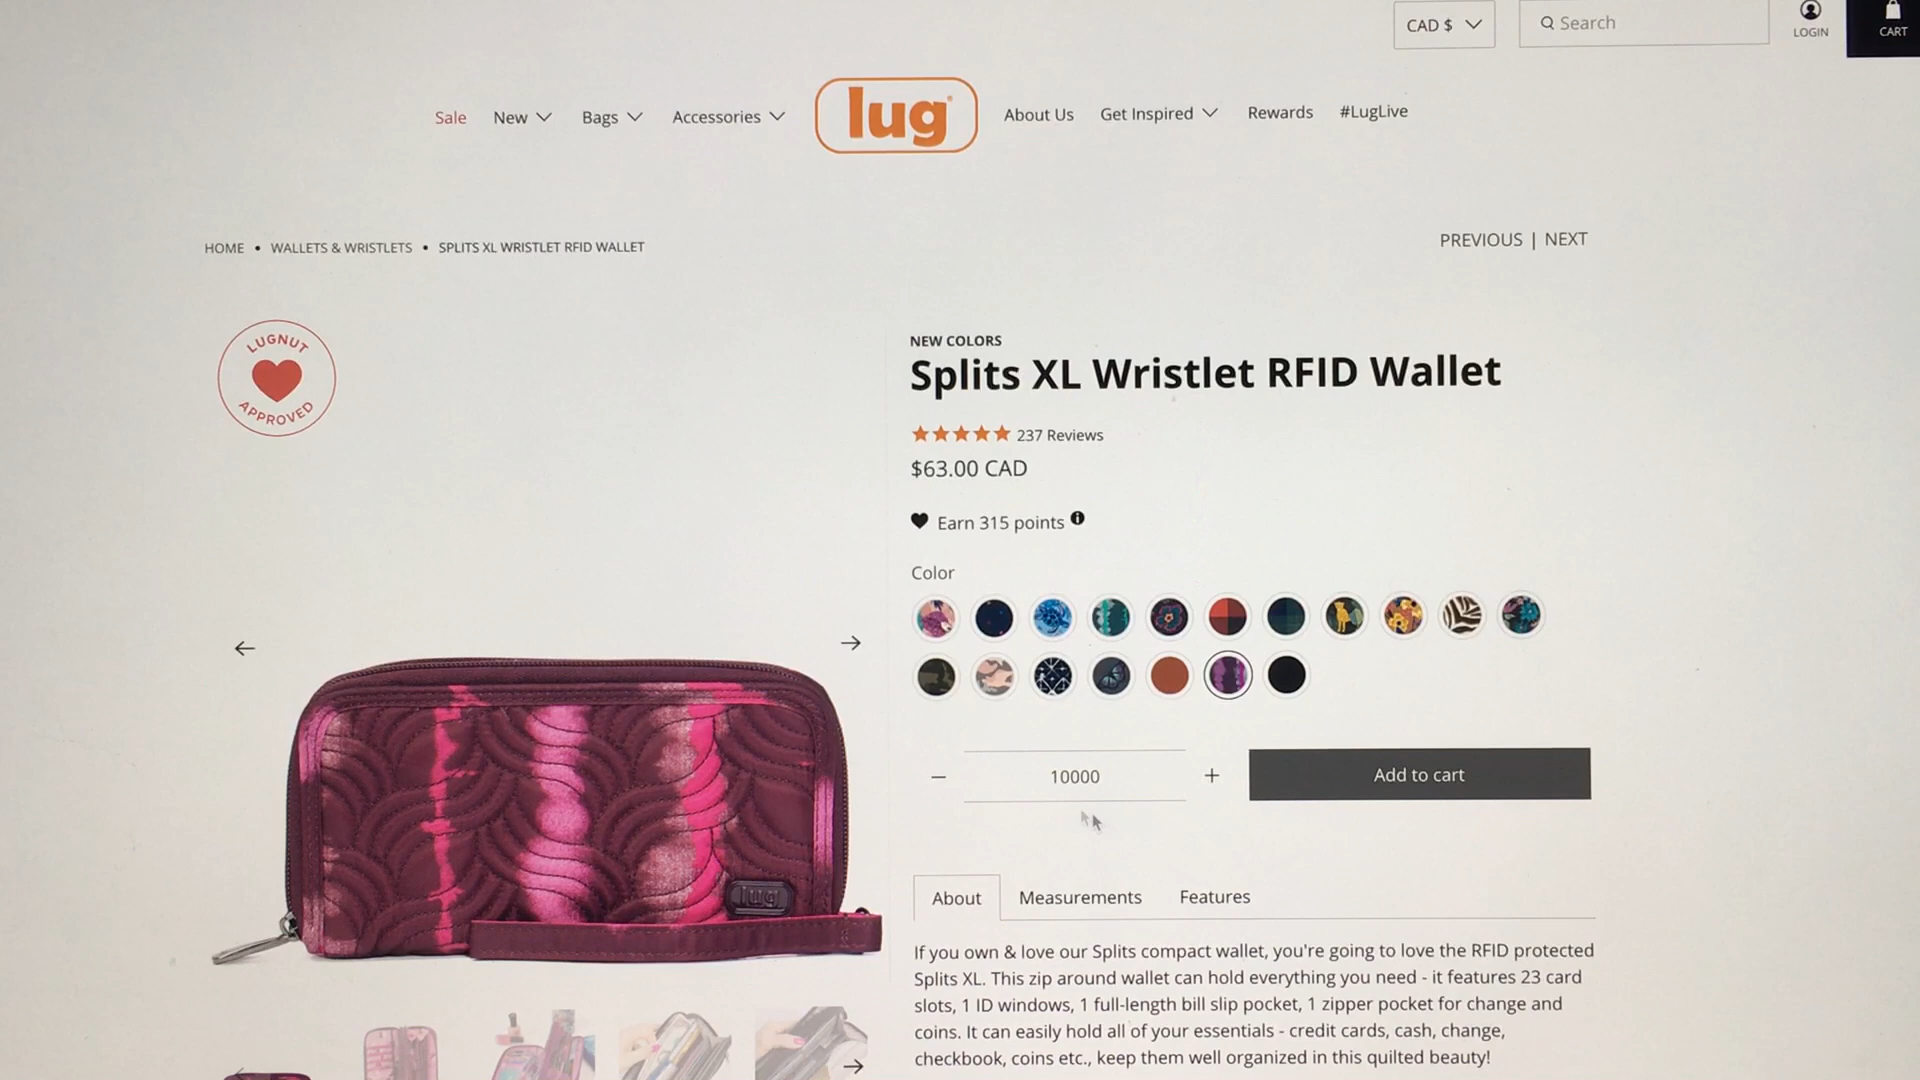 CAD $
Search
LOGIN
CART
Sale
New
Bags
Accessories
lug
About Us
Get Inspired
Rewards
#LugLive
HOME • WALLETS & WRISTLETS • SPLITS XL WRISTLET RFID WALLET
PREVIOUS | NEXT
LUGNUT
APPROVED
NEW COLORS
Splits XL Wristlet RFID Wallet
237 Reviews
$63.00 CAD
Earn 315 points
Color
lug
− 10000 +
Add to cart
About
Measurements
Features
If you own & love our Splits compact wallet, you're going to love the RFID protected
Splits XL. This zip around wallet can hold everything you need - it features 23 card
slots, 1 ID windows, 1 full-length bill slip pocket, 1 zipper pocket for change and
coins. It can easily hold all of your essentials - credit cards, cash, change,
checkbook, coins etc., keep them well organized in this quilted beauty!